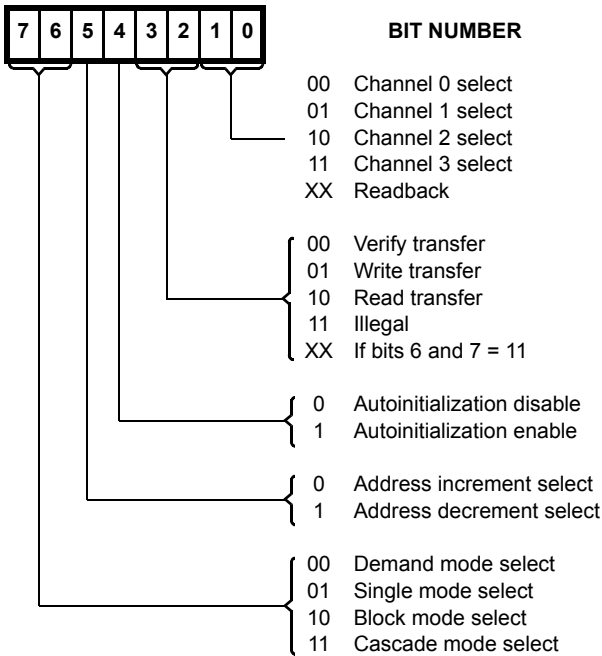 7 6 5 4 3 2 1 0 BIT NUMBER
00 Channel 0 select
01 Channel 1 select
10 Channel 2 select
11 Channel 3 select
XX Readback
00 Verify transfer
01 Write transfer
10 Read transfer
11 Illegal
XX If bits 6 and 7 = 11
0 Autoinitialization disable
1 Autoinitialization enable
0 Address increment select
1 Address decrement select
00 Demand mode select
01 Single mode select
10 Block mode select
11 Cascade mode select